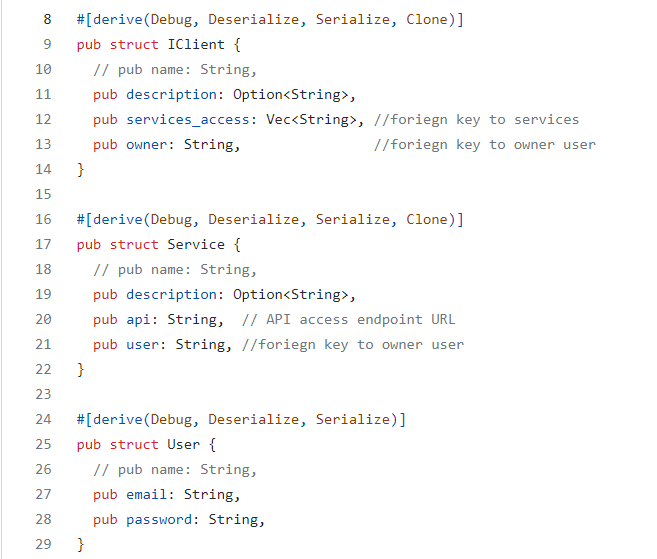 8 #[derive(Debug, Deserialize, Serialize, Clone)]
9 pub struct IClient {
10   // pub name: String,
11   pub description: Option<String>,
12   pub services_access: Vec<String>, //foriegn key to services
13   pub owner: String,                //foriegn key to owner user
14 }
15
16 #[derive(Debug, Deserialize, Serialize, Clone)]
17 pub struct Service {
18   // pub name: String,
19   pub description: Option<String>,
20   pub api: String,  // API access endpoint URL
21   pub user: String, //foriegn key to owner user
22 }
23
24 #[derive(Debug, Deserialize, Serialize)]
25 pub struct User {
26   // pub name: String,
27   pub email: String,
28   pub password: String,
29 }